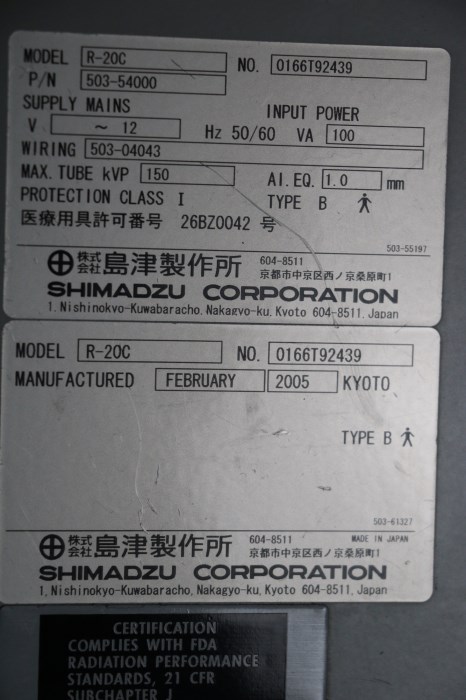 MODEL R-20C NO. 0166T92439
P/N 503-54000
SUPPLY MAINS INPUT POWER
V ～ 12 Hz 50/60 VA 100
WIRING 503-04043
MAX. TUBE kVP 150 AI.EQ. 1.0 mm
PROTECTION CLASS I TYPE B
医療用具許可番号 26BZ0042 号
503-55197
株式会社 島津製作所 604-8511
京都市中京区西ノ京桑原町1
SHIMADZU CORPORATION
1, Nishinokyo-Kuwabaracho, Nakagyo-ku, Kyoto 604-8511, Japan
MODEL R-20C NO. 0166T92439
MANUFACTURED FEBRUARY 2005 KYOTO
TYPE B
503-61327
株式会社 島津製作所 604-8511 MADE IN JAPAN
京都市中京区西ノ京桑原町1
SHIMADZU CORPORATION
1, Nishinokyo-Kuwabaracho, Nakagyo-ku, Kyoto 604-8511, Japan
CERTIFICATION
COMPLIES WITH FDA
RADIATION PERFORMANCE
STANDARDS, 21 CFR
SUBCHAPTER J